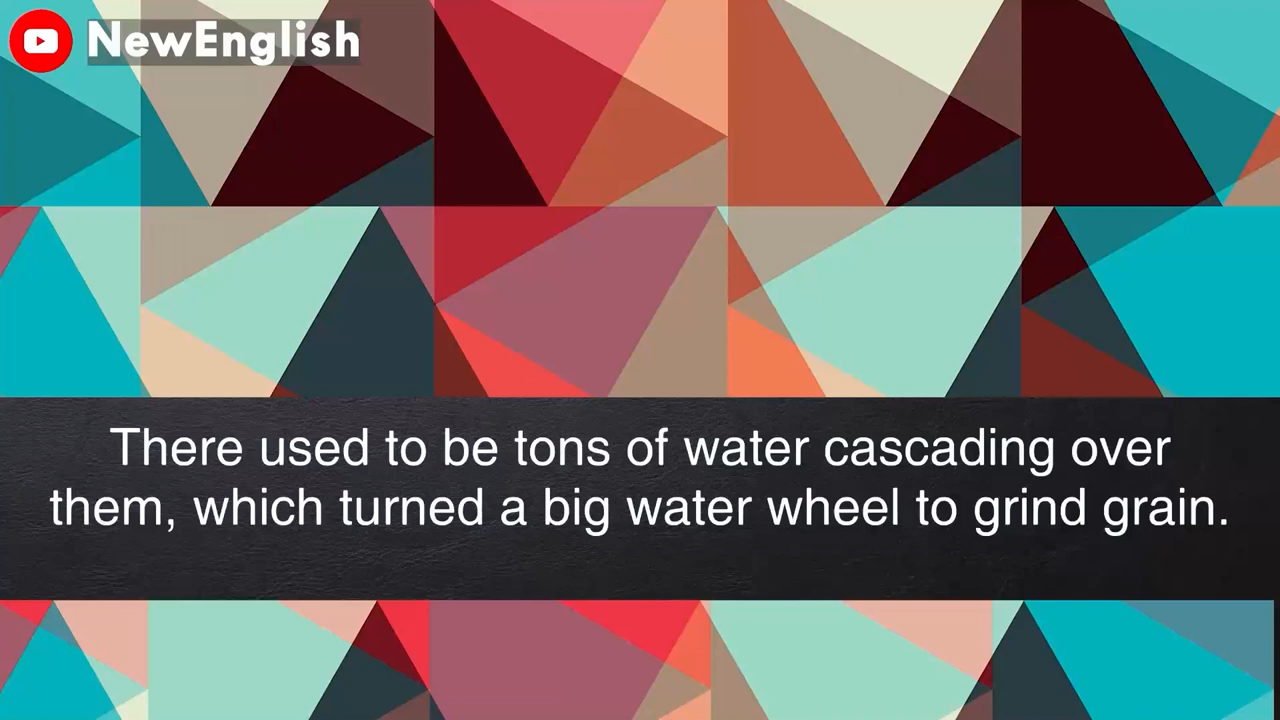 NewEnglish
There used to be tons of water cascading over
them, which turned a big water wheel to grind grain.